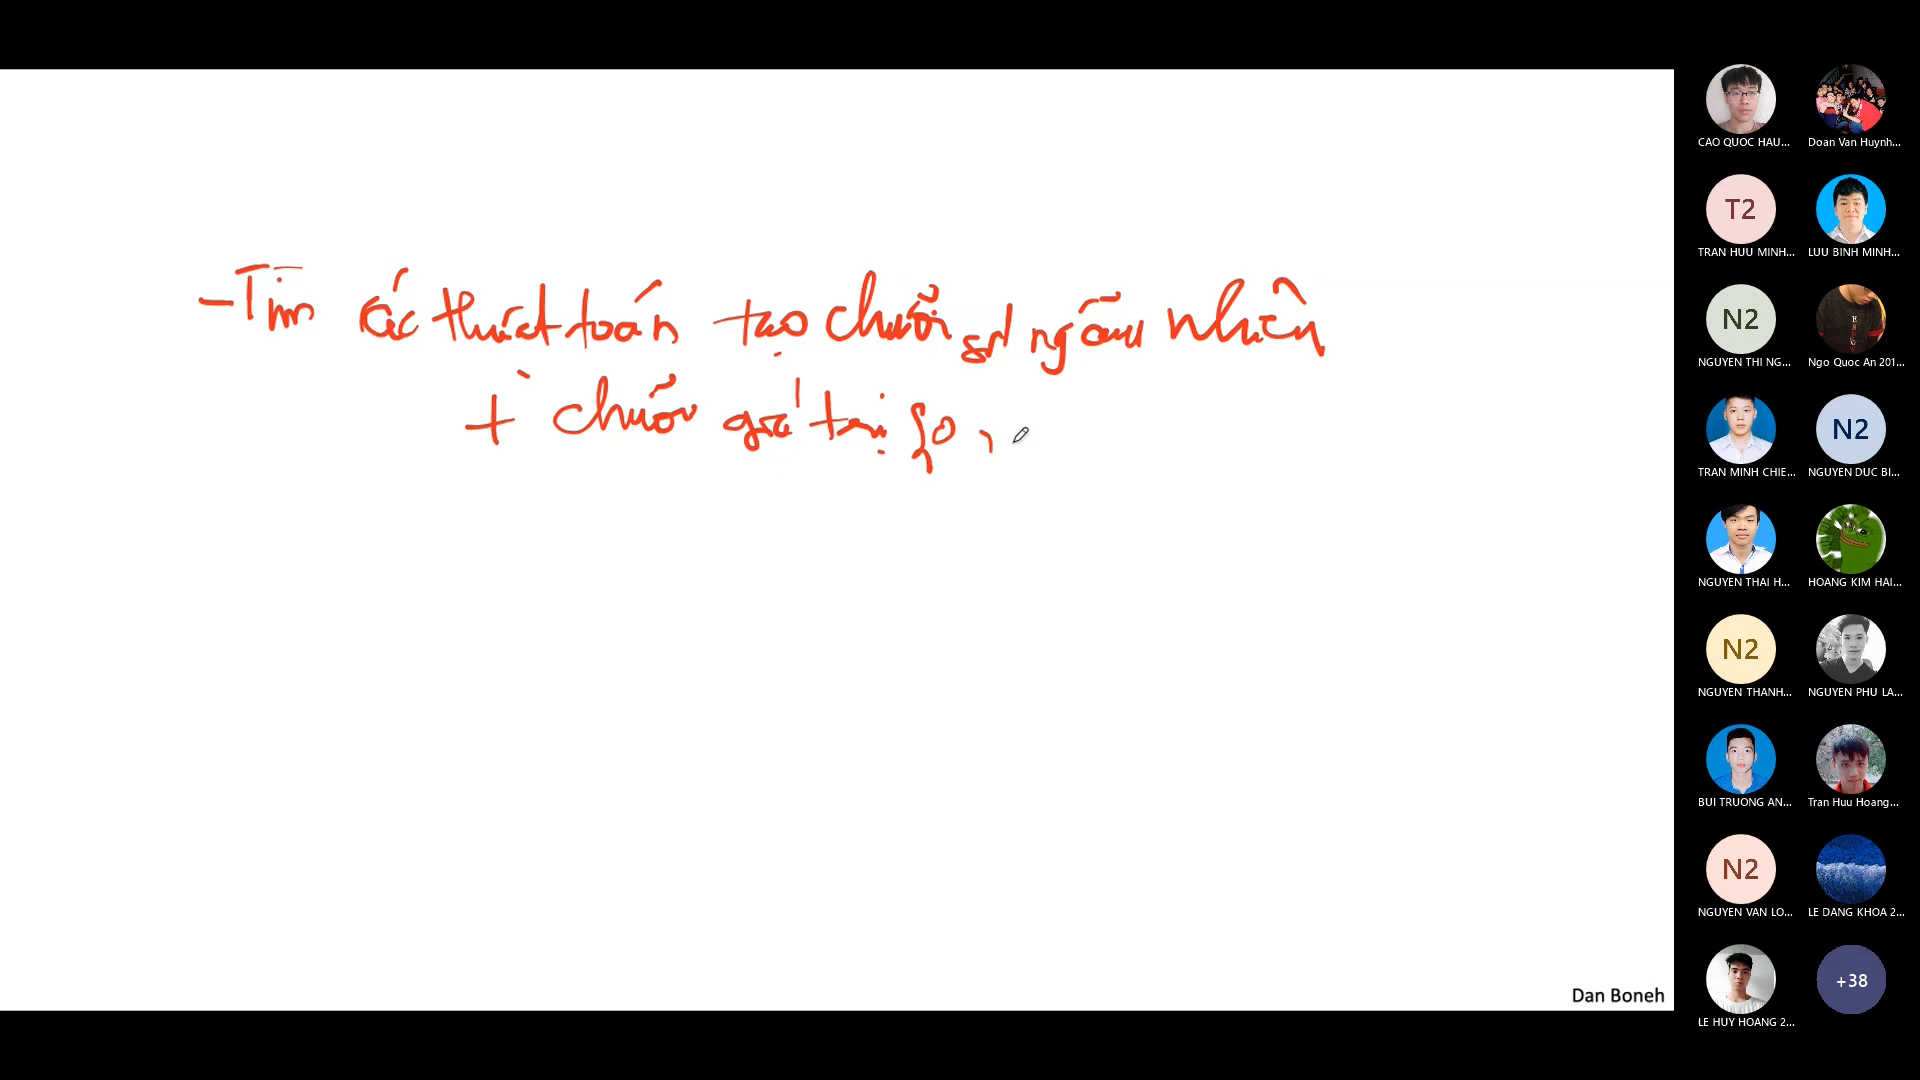 - Tìm các thuật toán tạo chuỗi số ngẫu nhiên
+ chuỗi giá trị {0,
Dan Boneh
CAO QUOC HAU...
Doan Van Huynh...
T2
TRAN HUU MINH...
LUU BINH MINH...
N2
NGUYEN THI NG...
Ngo Quoc An 201...
TRAN MINH CHIE...
N2
NGUYEN DUC BI...
NGUYEN THAI H...
HOANG KIM HAI...
N2
NGUYEN THANH...
NGUYEN PHU LA...
BUI TRUONG AN...
Tran Huu Hoang...
N2
NGUYEN VAN LO...
LE DANG KHOA 2...
LE HUY HOANG 2...
+38